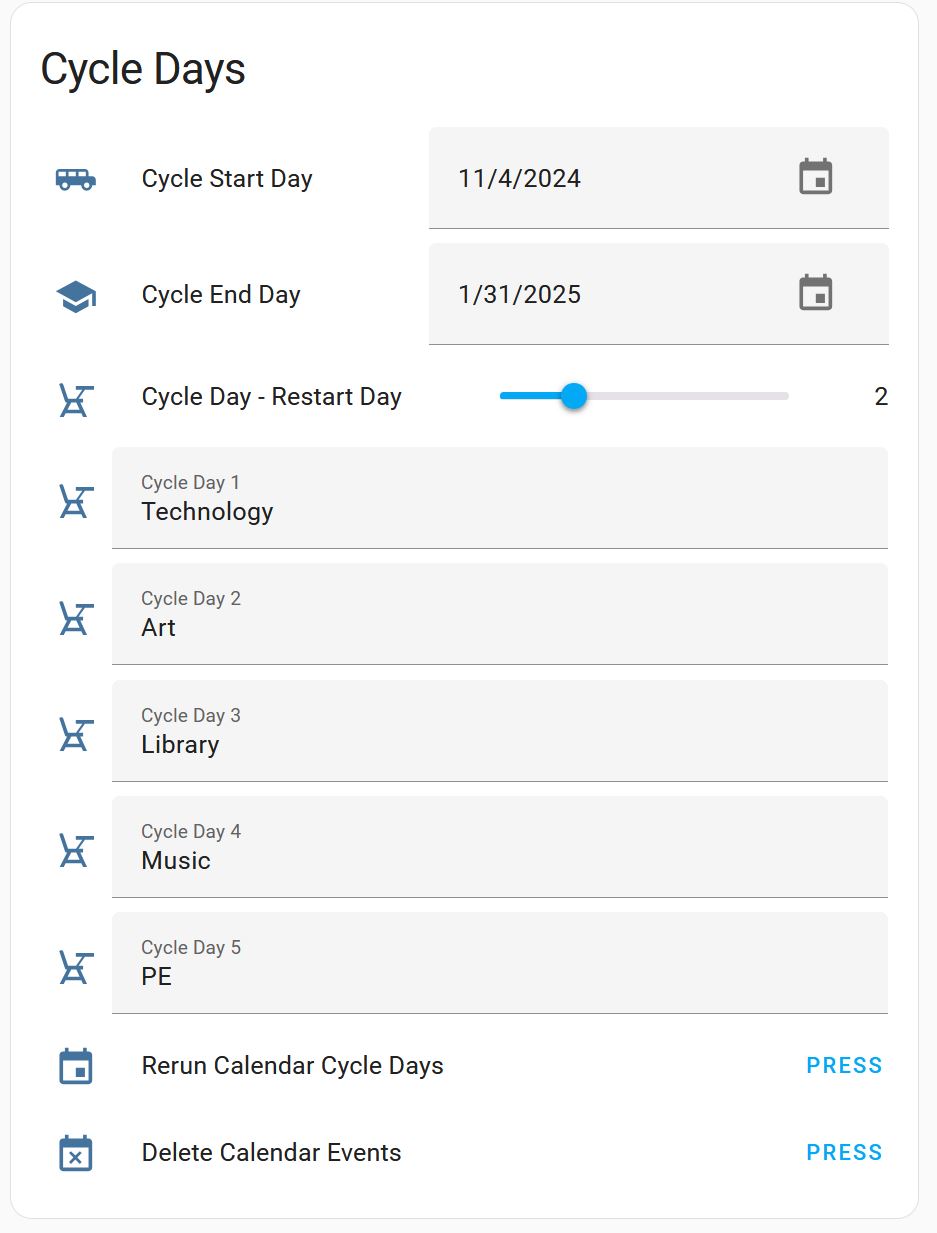 Cycle Days
Cycle Start Day
11/4/2024
Cycle End Day
1/31/2025
Cycle Day - Restart Day
2
Cycle Day 1
Technology
Cycle Day 2
Art
Cycle Day 3
Library
Cycle Day 4
Music
Cycle Day 5
PE
Rerun Calendar Cycle Days
PRESS
Delete Calendar Events
PRESS